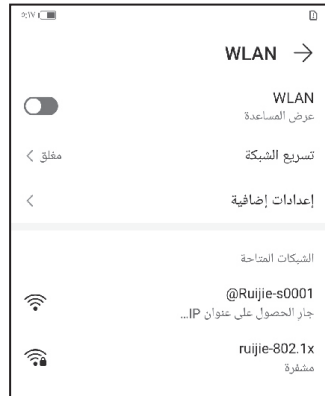 ٥:١٧
WLAN
WLAN
عرض المساعدة
تسريع الشبكة
مغلق
إعدادات إضافية
الشبكات المتاحة
@Ruijie-s0001
جارٍ الحصول على عنوان IP...
ruijie-802.1x
مشفرة